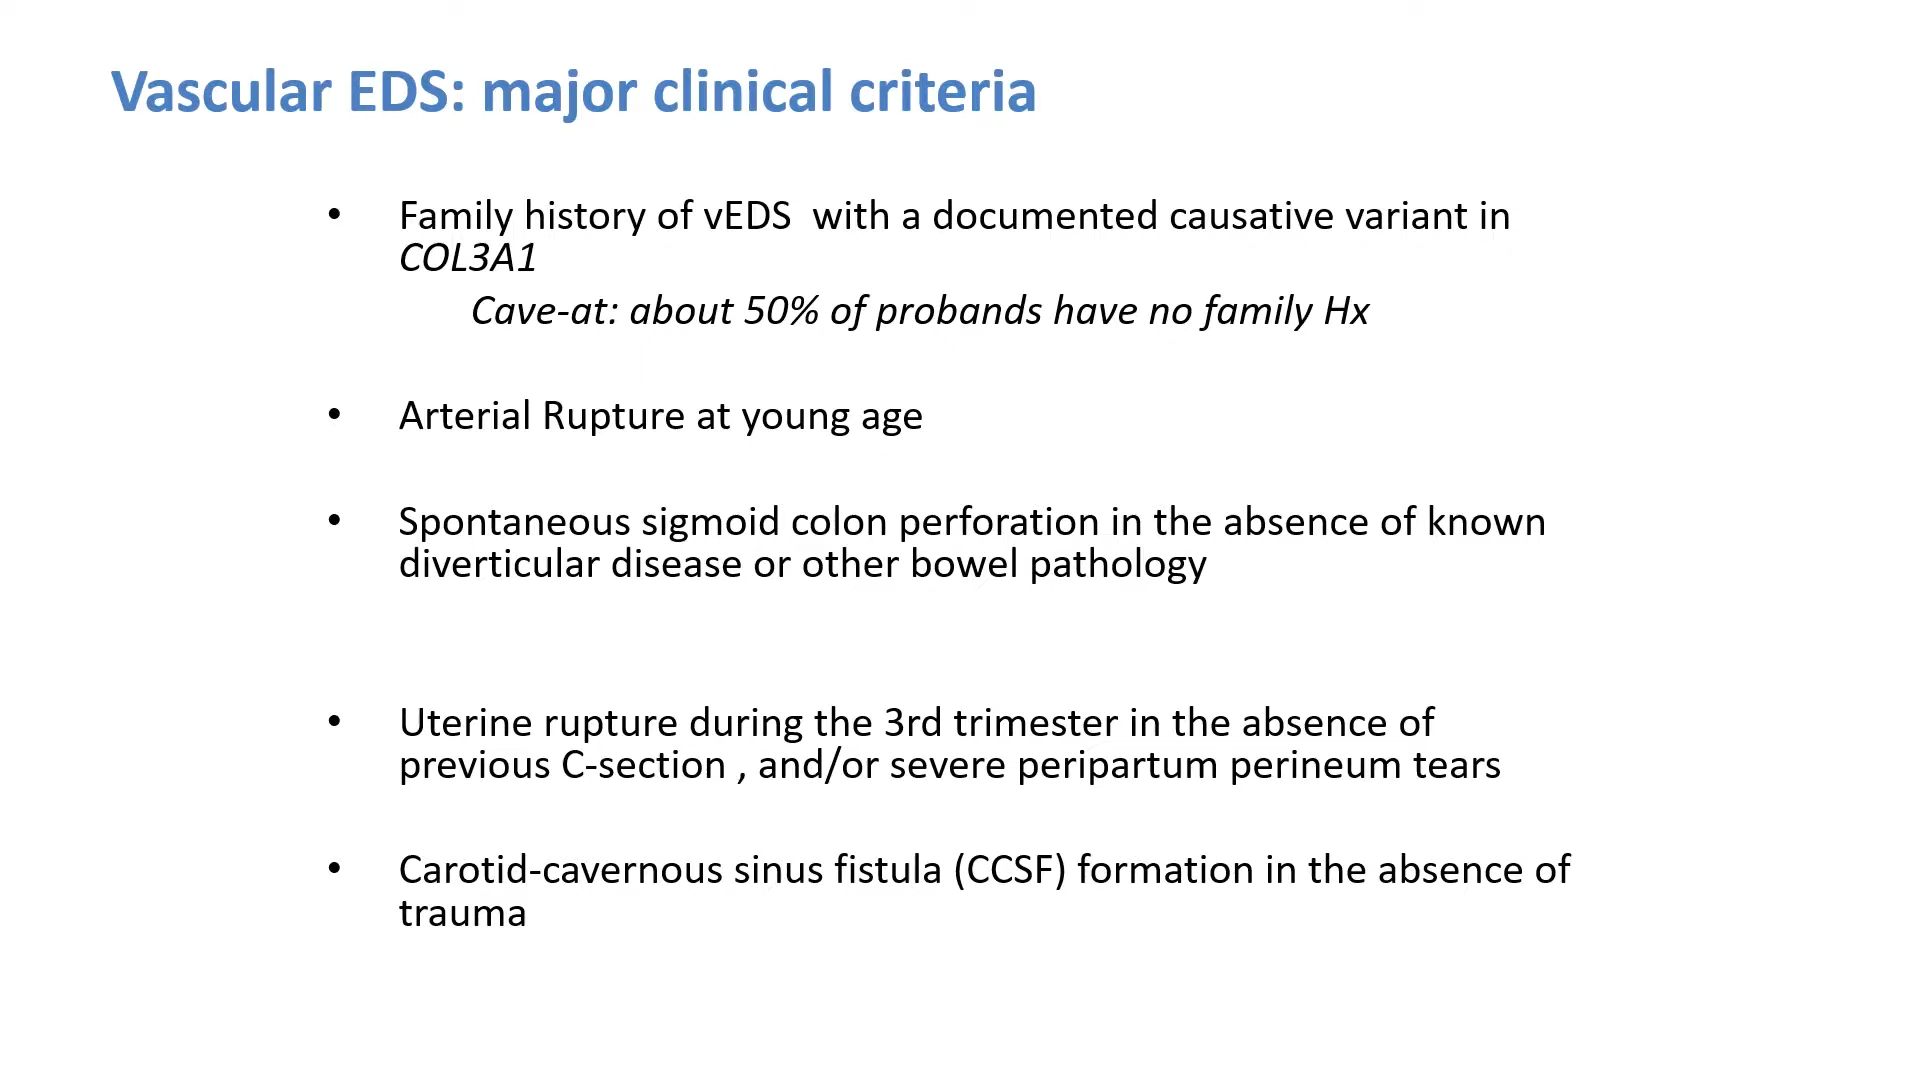 Vascular EDS: major clinical criteria
• Family history of vEDS  with a documented causative variant in
COL3A1
Cave-at: about 50% of probands have no family Hx
• Arterial Rupture at young age
• Spontaneous sigmoid colon perforation in the absence of known
diverticular disease or other bowel pathology
• Uterine rupture during the 3rd trimester in the absence of
previous C-section , and/or severe peripartum perineum tears
• Carotid-cavernous sinus fistula (CCSF) formation in the absence of
trauma